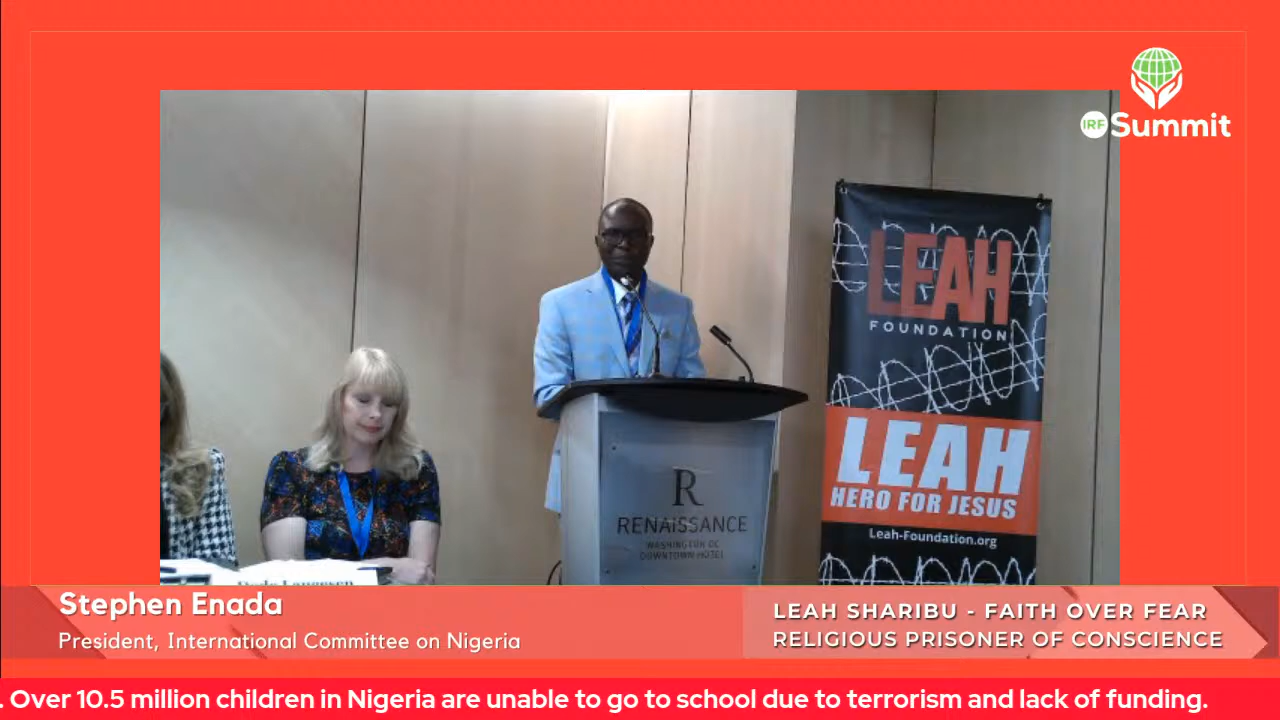 IRF Summit
LEAH
FOUNDATION
LEAH
HERO FOR JESUS
Leah-Foundation.org
R
RENAISSANCE
WASHINGTON DC
DOWNTOWN HOTEL
Stephen Enada
President, International Committee on Nigeria
LEAH SHARIBU - FAITH OVER FEAR
RELIGIOUS PRISONER OF CONSCIENCE
. Over 10.5 million children in Nigeria are unable to go to school due to terrorism and lack of funding.